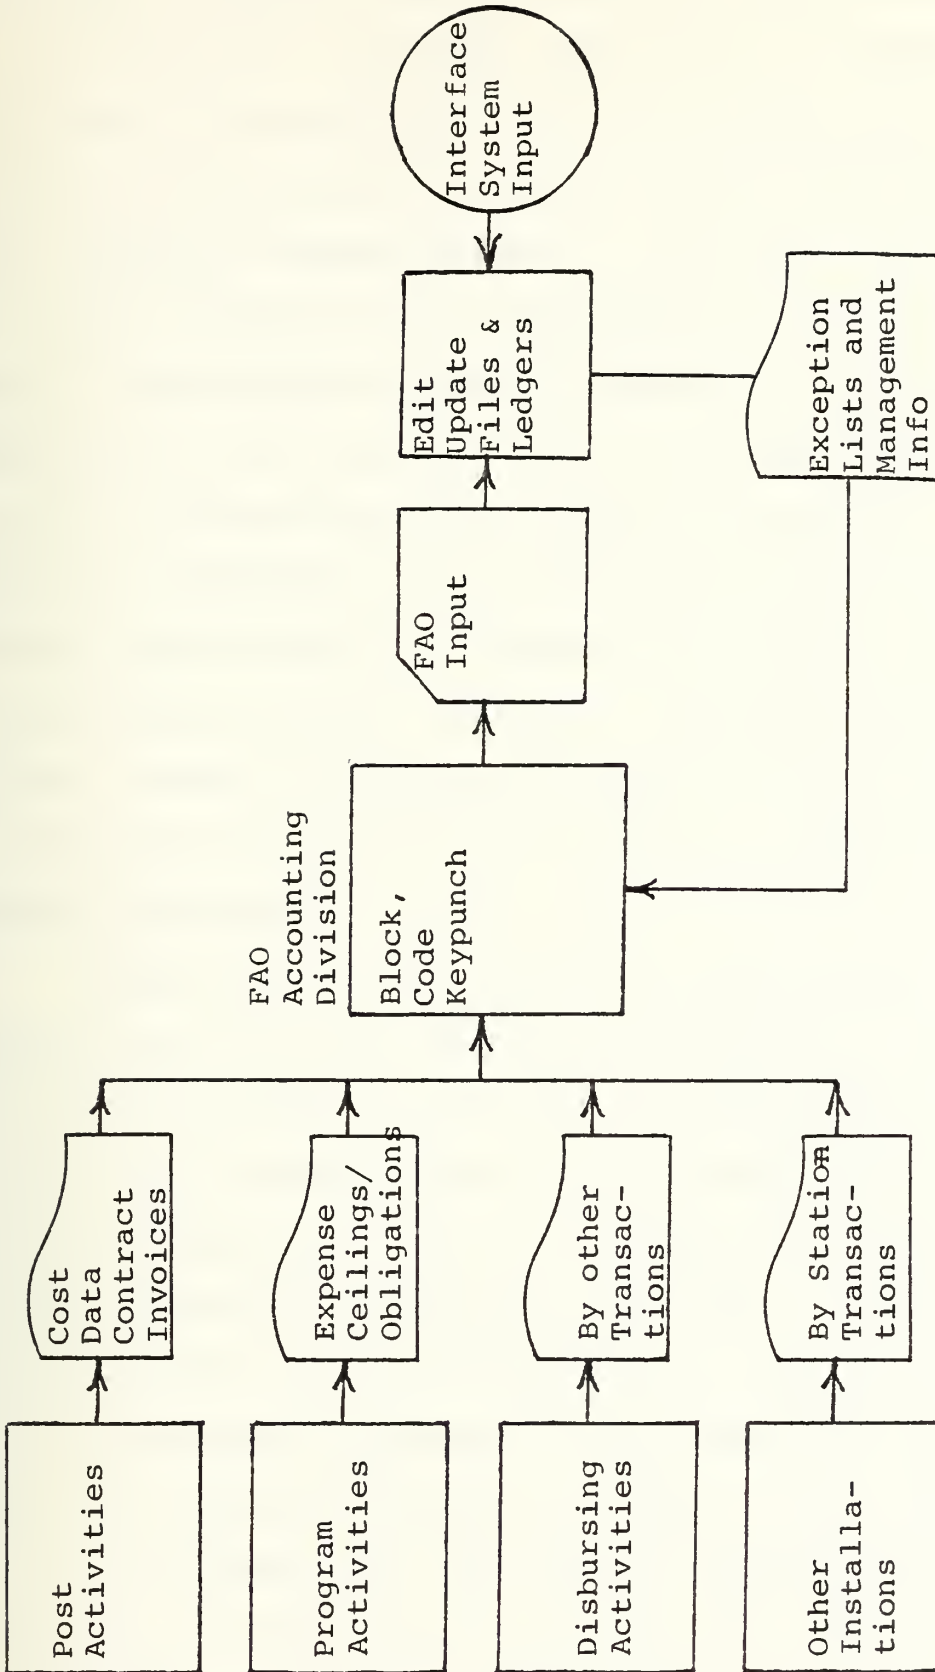 Post
Activities
Cost
Data
Contract
Invoices
Program
Activities
Expense
Ceilings/
Obligations
Disbursing
Activities
By other
Transac-
tions
Other
Installa-
tions
By Station
Transac-
tions
FAO
Accounting
Division
Block,
Code
Keypunch
FAO
Input
Edit
Update
Files &
Ledgers
Interface
System
Input
Exception
Lists and
Management
Info